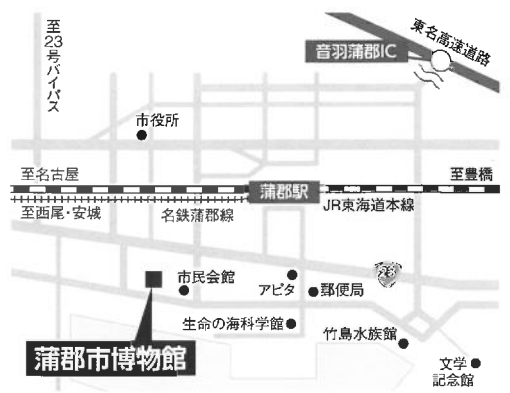 至23号バイパス
東名高速道路
音羽蒲郡IC
市役所
至名古屋
蒲郡駅
至豊橋
JR東海道本線
至西尾・安城
名鉄蒲郡線
23
市民会館
アピタ
郵便局
生命の海科学館
竹島水族館
蒲郡市博物館
文学
記念館